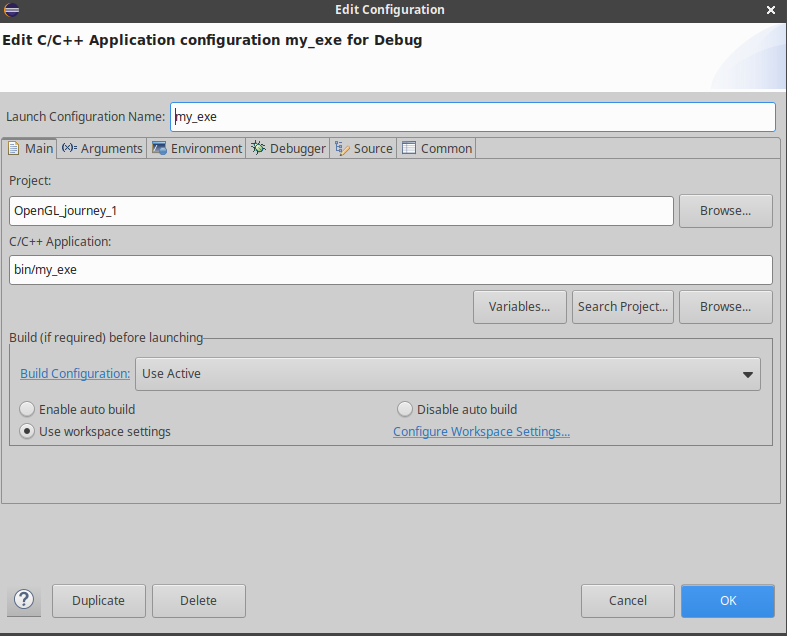 Edit Configuration
Edit C/C++ Application configuration my_exe for Debug
Launch Configuration Name: my_exe
Main (x)= Arguments Environment Debugger Source Common
Project:
OpenGL_journey_1 Browse...
C/C++ Application:
bin/my_exe
Variables... Search Project... Browse...
Build (if required) before launching
Build Configuration: Use Active
Enable auto build Disable auto build
Use workspace settings Configure Workspace Settings...
? Duplicate Delete Cancel OK